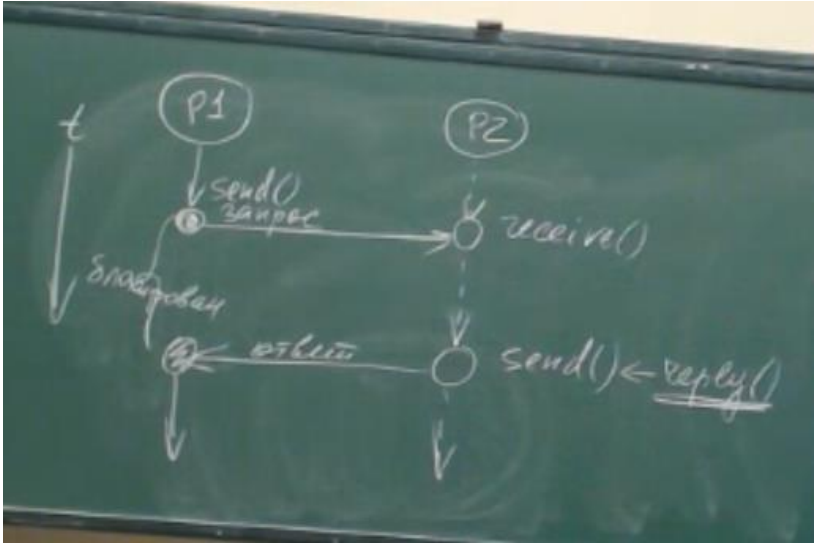 t
P1
P2
send()
запрос
receive()
блокирован
ответ
send() ← reply()